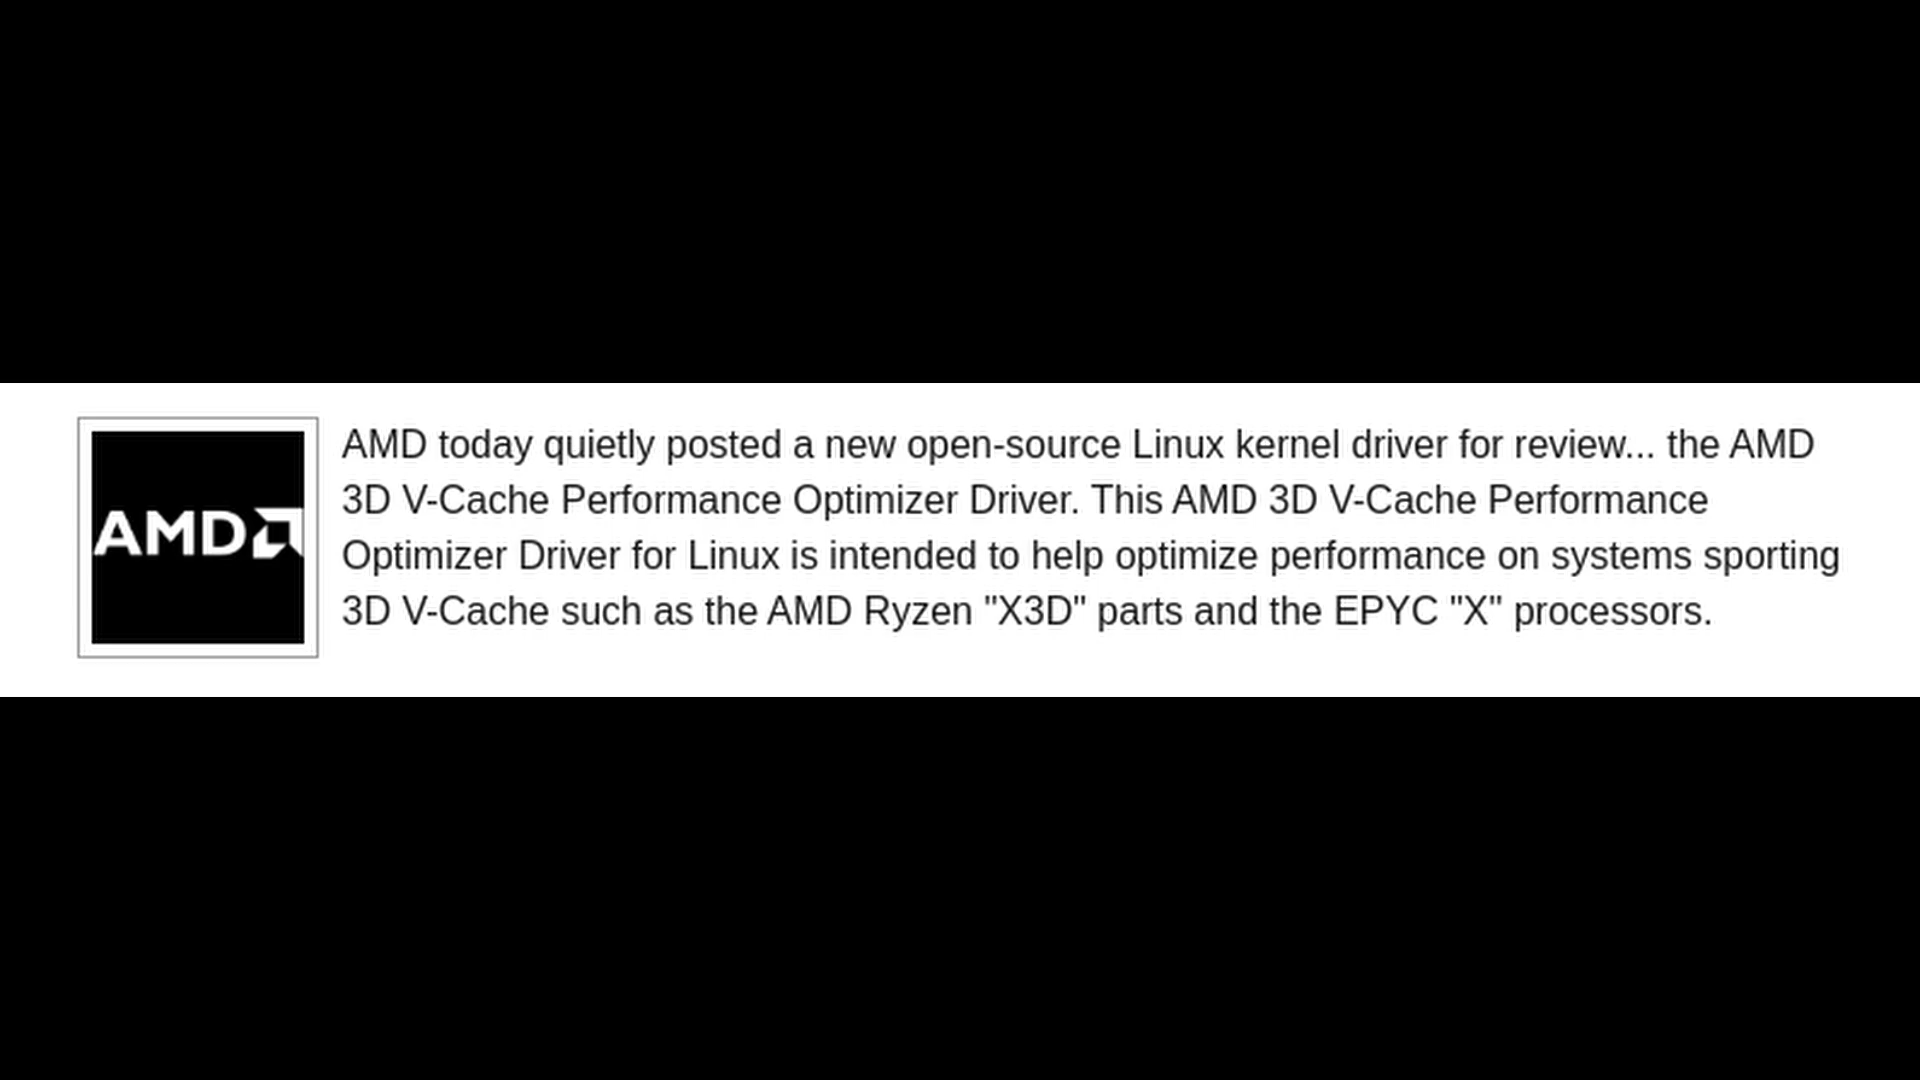 AMD
AMD today quietly posted a new open-source Linux kernel driver for review... the AMD
3D V-Cache Performance Optimizer Driver. This AMD 3D V-Cache Performance
Optimizer Driver for Linux is intended to help optimize performance on systems sporting
3D V-Cache such as the AMD Ryzen "X3D" parts and the EPYC "X" processors.